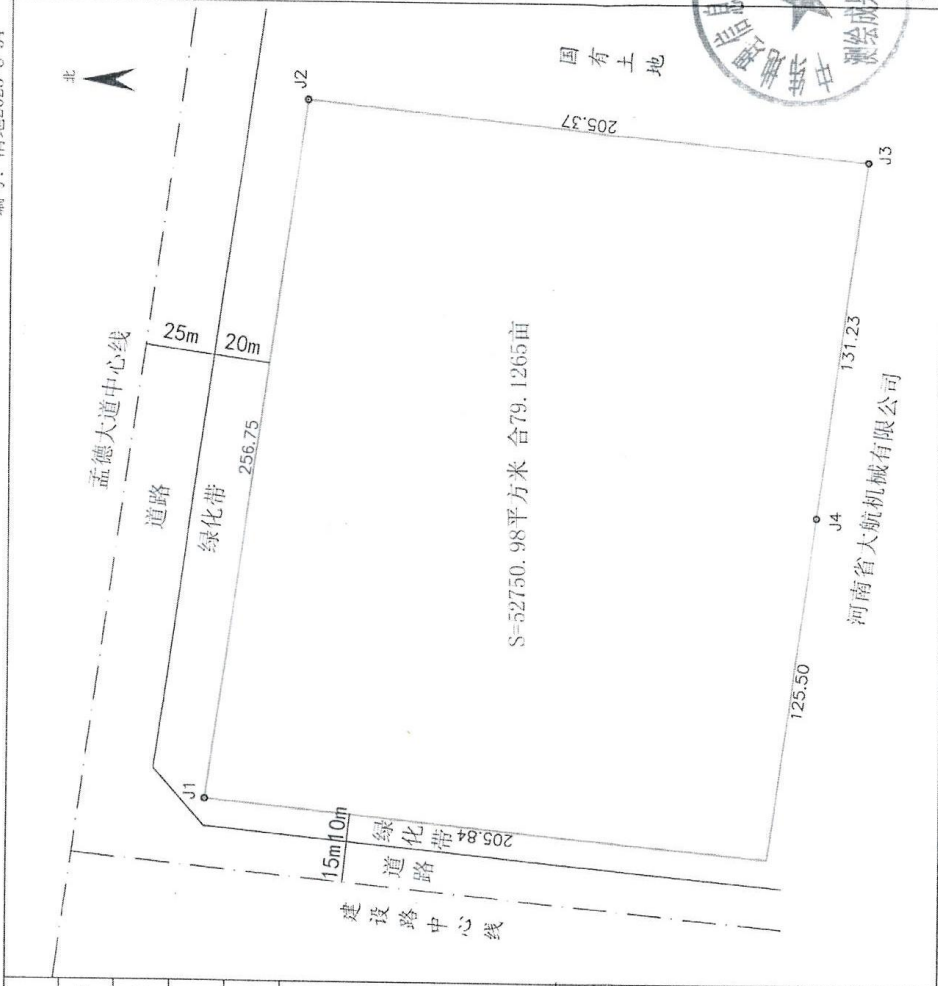 北
孟德大道中心线
道路
25m
绿化带
20m
256.75
J1
J2
国有土地
205.37
S=52750.98平方米 合79.1265亩
15m
10m
绿化带
道路
205.84
建设路中心线
J3
131.23
J4
125.50
河南省大航机械有限公司